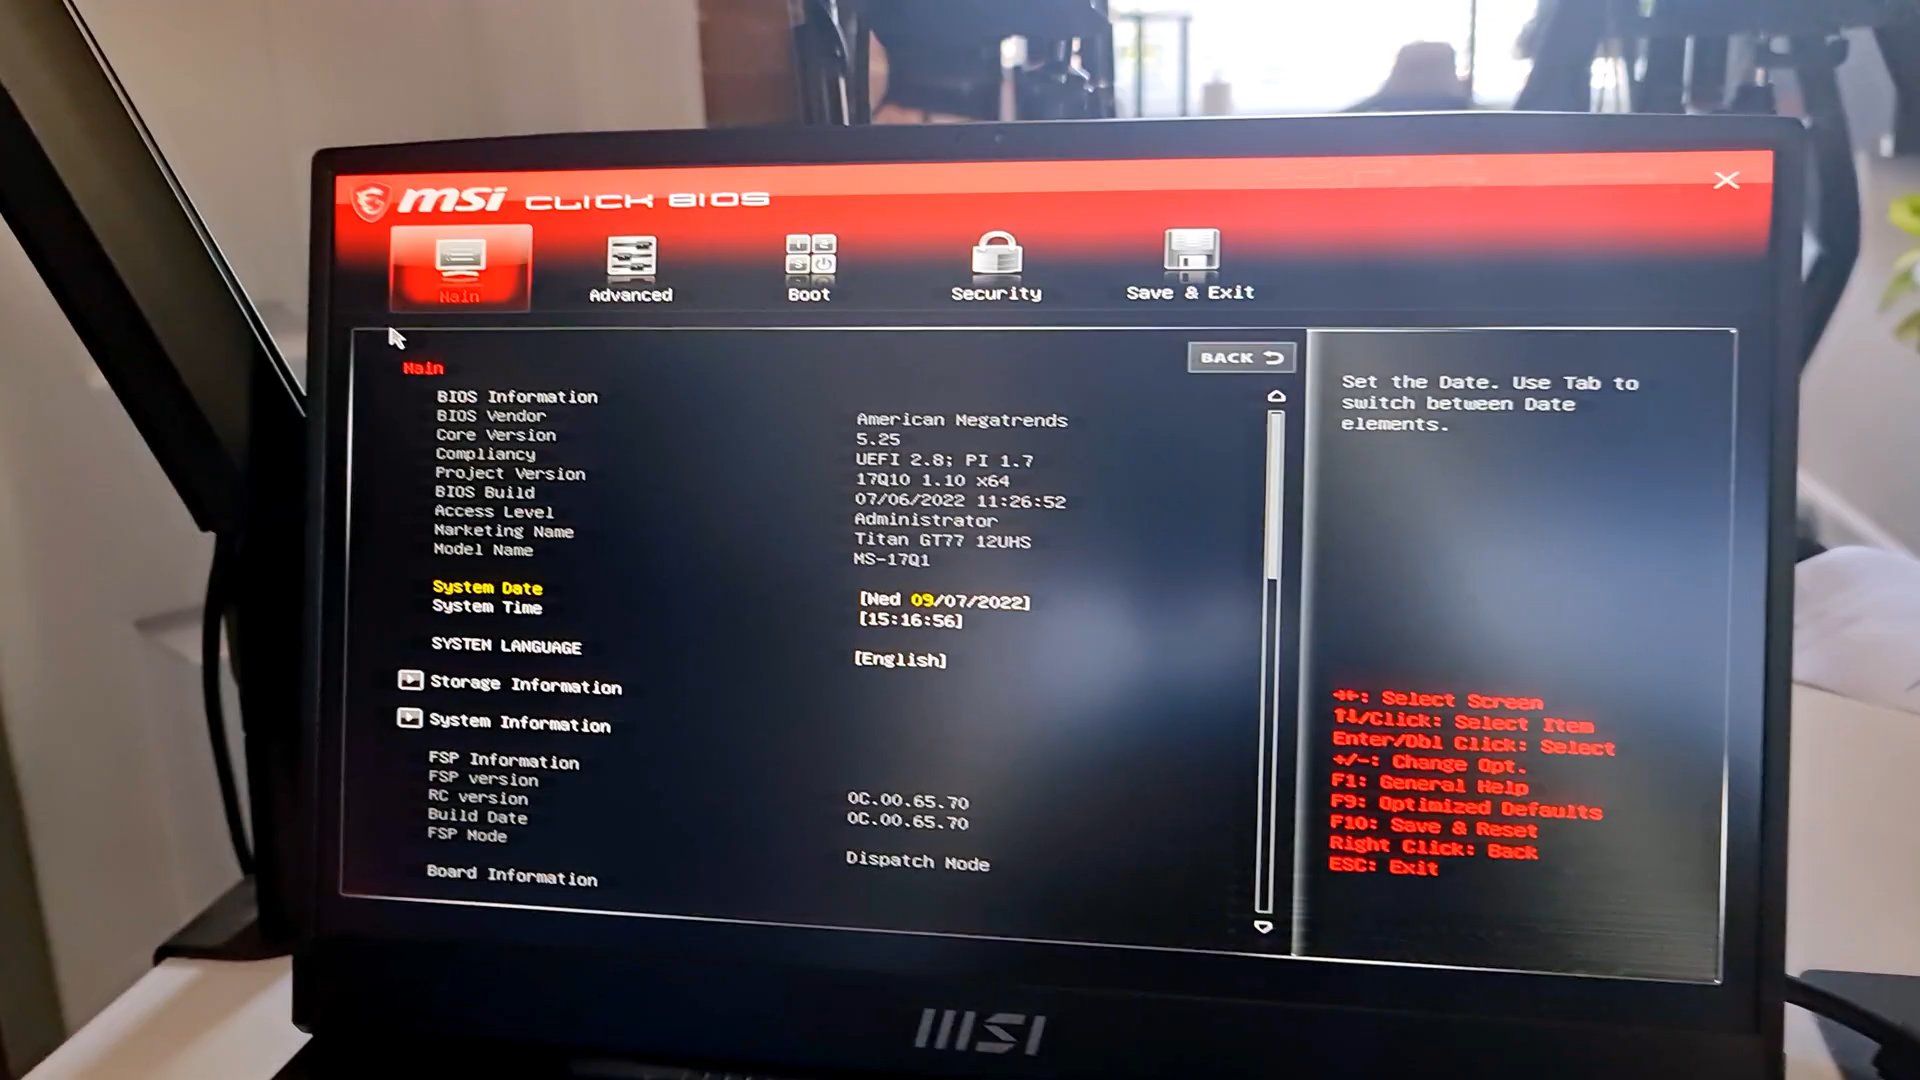 msi CLICK BIOS
Main
Advanced
Boot
Security
Save & Exit
Main
BACK
BIOS Information
BIOS Vendor American Megatrends
Core Version 5.25
Compliancy UEFI 2.8; PI 1.7
Project Version 17Q10 1.10 x64
BIOS Build 07/06/2022 11:26:52
Access Level Administrator
Marketing Name Titan GT77 12UHS
Model Name MS-17Q1
System Date [Wed 09/07/2022]
System Time [15:16:56]
SYSTEM LANGUAGE [English]
Storage Information
System Information
FSP Information
FSP version 0C.00.65.70
RC version 0C.00.65.70
Build Date
FSP Mode Dispatch Mode
Board Information
Set the Date. Use Tab to
switch between Date
elements.
→←: Select Screen
↑↓/Click: Select Item
Enter/Dbl Click: Select
+/-: Change Opt.
F1: General Help
F9: Optimized Defaults
F10: Save & Reset
Right Click: Back
ESC: Exit
msi